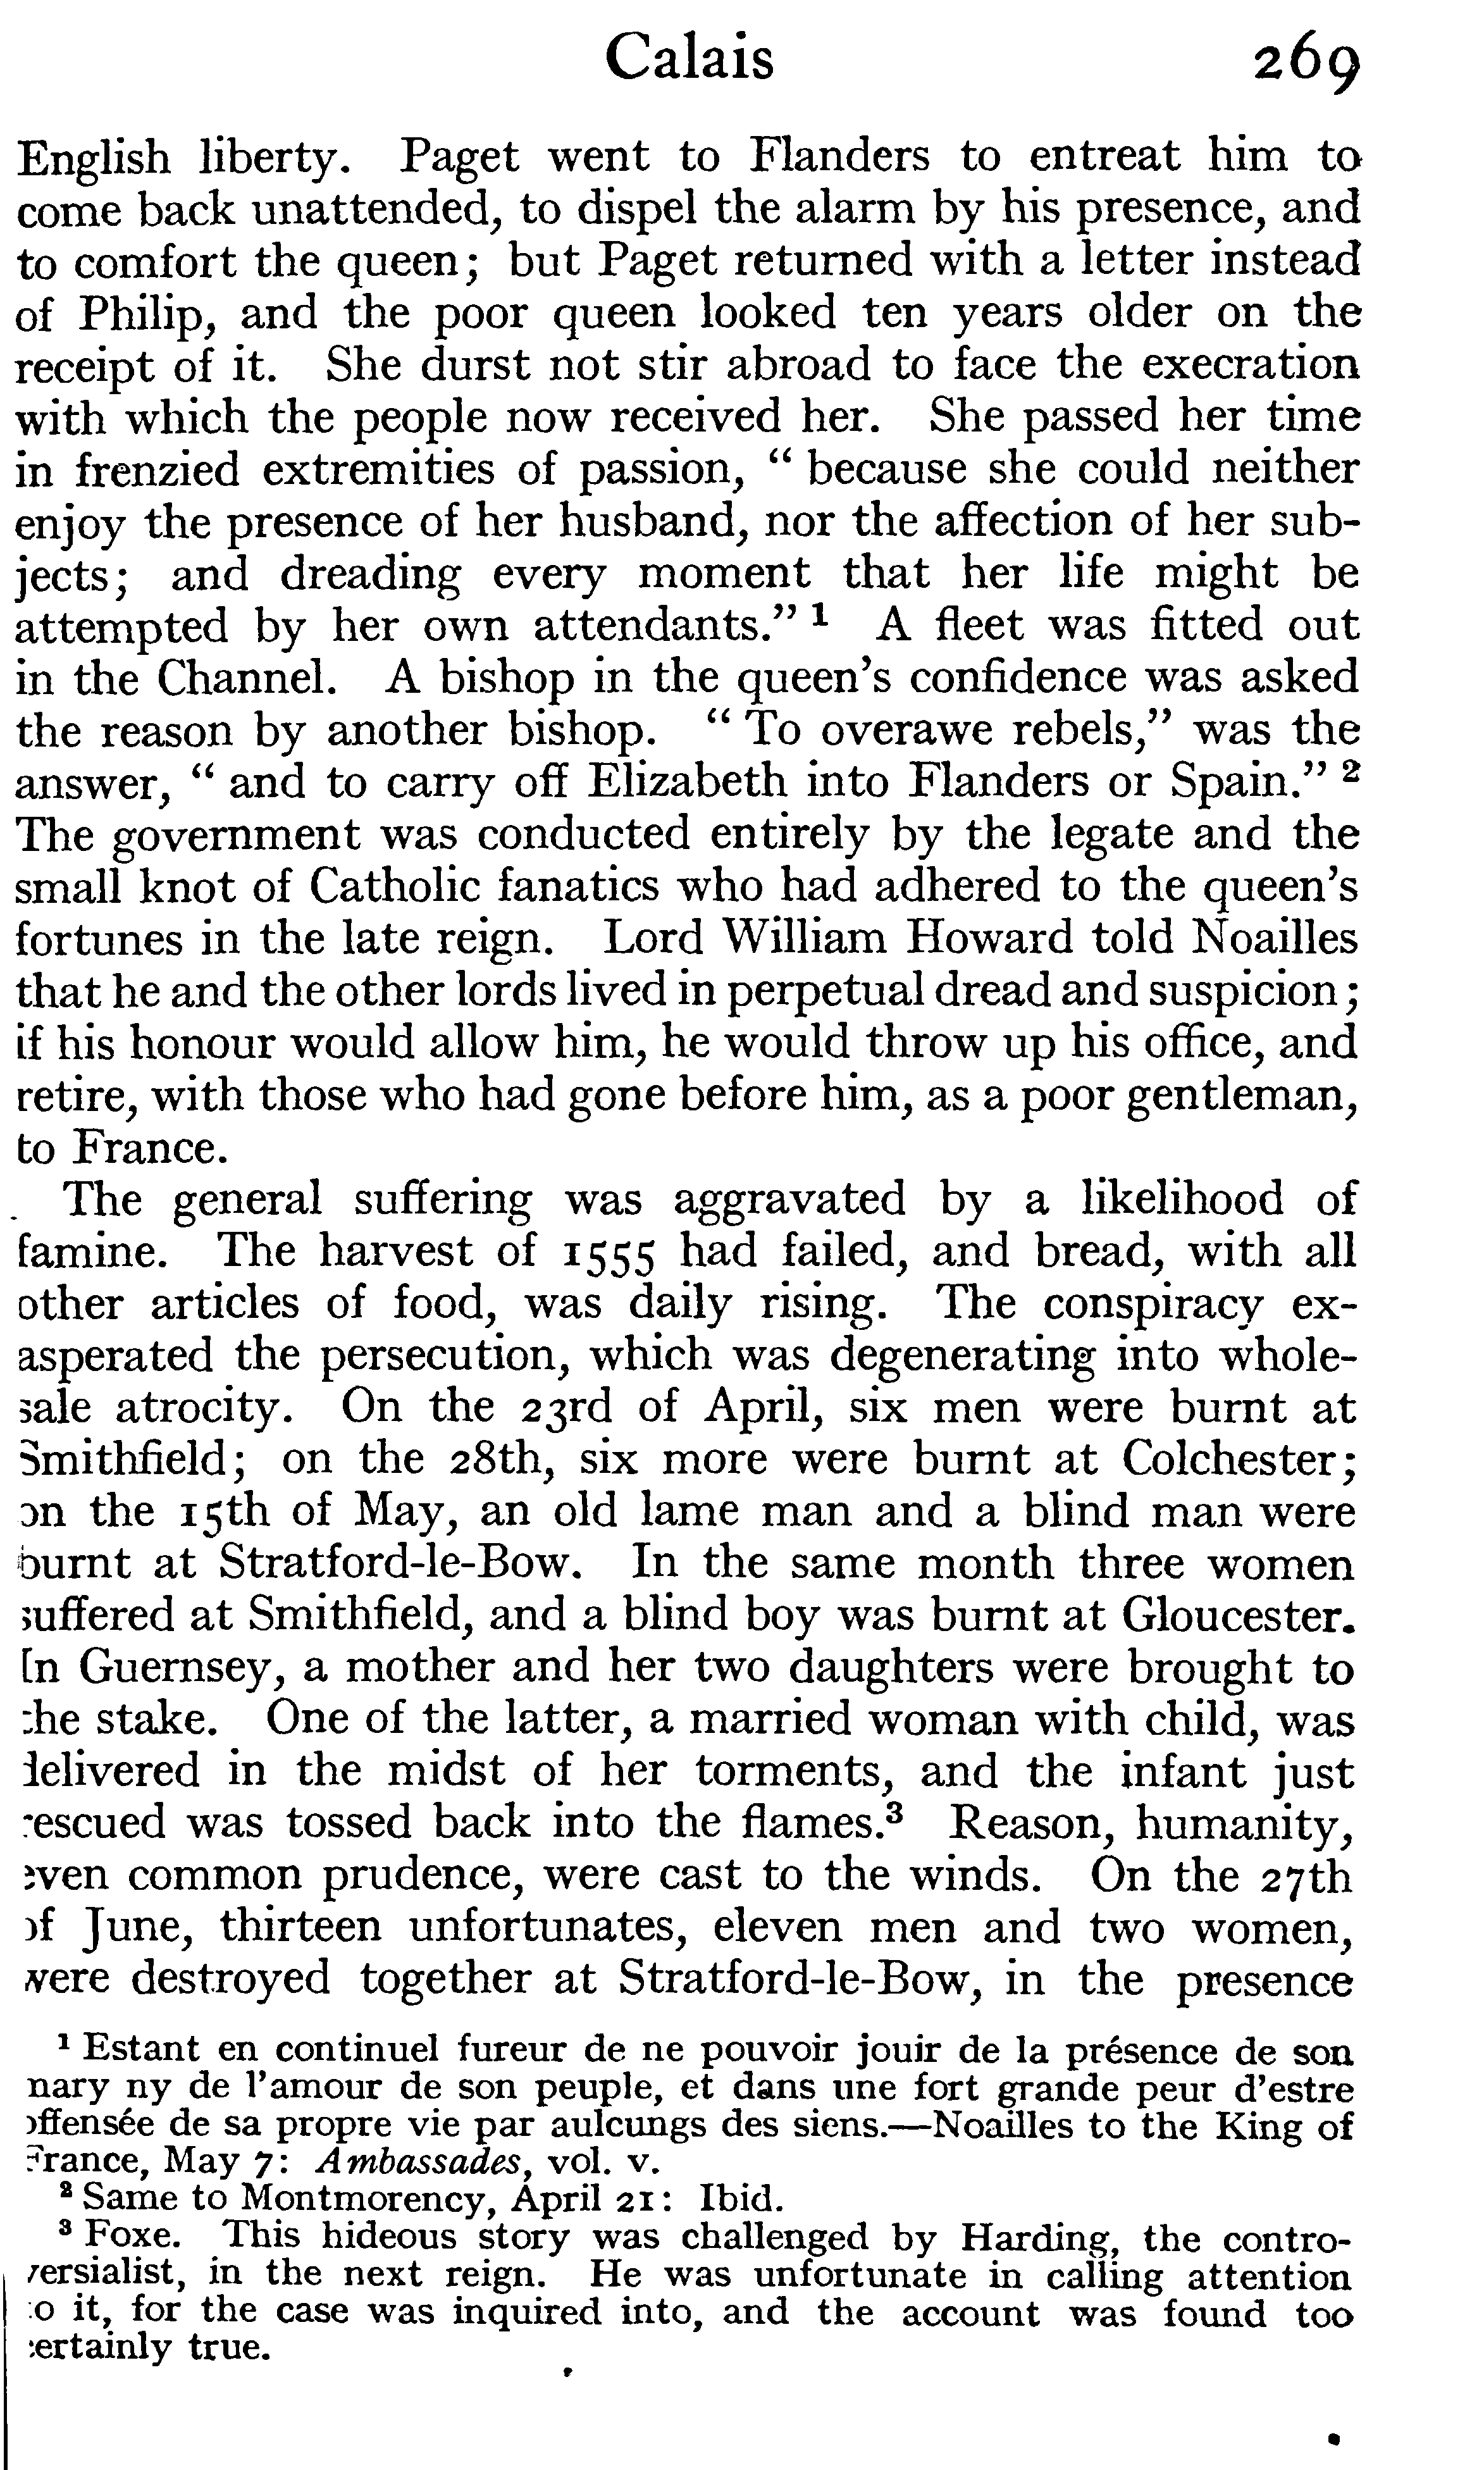 Calais 269
English liberty. Paget went to Flanders to entreat him to
come back unattended, to dispel the alarm by his presence, and
to comfort the queen; but Paget returned with a letter instead
of Philip, and the poor queen looked ten years older on the
receipt of it. She durst not stir abroad to face the execration
with which the people now received her. She passed her time
in frenzied extremities of passion, “ because she could neither
enjoy the presence of her husband, nor the affection of her sub-
jects; and dreading every moment that her life might be
attempted by her own attendants.” ¹ A fleet was fitted out
in the Channel. A bishop in the queen’s confidence was asked
the reason by another bishop. “ To overawe rebels,” was the
answer, “ and to carry off Elizabeth into Flanders or Spain.” ²
The government was conducted entirely by the legate and the
small knot of Catholic fanatics who had adhered to the queen’s
fortunes in the late reign. Lord William Howard told Noailles
that he and the other lords lived in perpetual dread and suspicion;
if his honour would allow him, he would throw up his office, and
retire, with those who had gone before him, as a poor gentleman,
to France.
The general suffering was aggravated by a likelihood of
famine. The harvest of 1555 had failed, and bread, with all
other articles of food, was daily rising. The conspiracy ex-
asperated the persecution, which was degenerating into whole-
sale atrocity. On the 23rd of April, six men were burnt at
Smithfield; on the 28th, six more were burnt at Colchester;
on the 15th of May, an old lame man and a blind man were
burnt at Stratford-le-Bow. In the same month three women
suffered at Smithfield, and a blind boy was burnt at Gloucester.
In Guernsey, a mother and her two daughters were brought to
the stake. One of the latter, a married woman with child, was
delivered in the midst of her torments, and the infant just
rescued was tossed back into the flames.³ Reason, humanity,
even common prudence, were cast to the winds. On the 27th
of June, thirteen unfortunates, eleven men and two women,
were destroyed together at Stratford-le-Bow, in the presence
¹ Estant en continuel fureur de ne pouvoir jouir de la présence de son
mary ny de l’amour de son peuple, et dans une fort grande peur d’estre
offensée de sa propre vie par aulcungs des siens.—Noailles to the King of
France, May 7: Ambassades, vol. v.
² Same to Montmorency, April 21: Ibid.
³ Foxe. This hideous story was challenged by Harding, the contro-
versialist, in the next reign. He was unfortunate in calling attention
to it, for the case was inquired into, and the account was found too
certainly true.